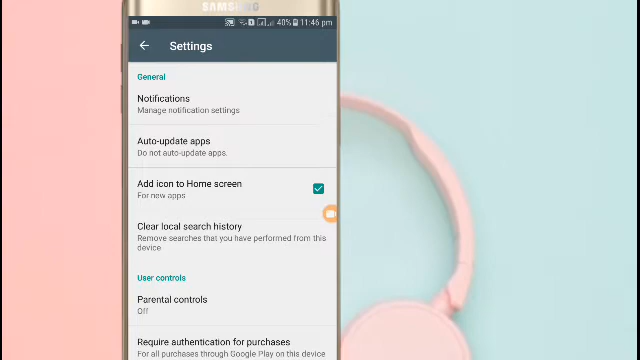 SAMSUNG
40% 11:46 pm
Settings
General
Notifications
Manage notification settings
Auto-update apps
Do not auto-update apps.
Add icon to Home screen
For new apps
Clear local search history
Remove searches that you have performed from this
device
User controls
Parental controls
Off
Require authentication for purchases
For all purchases through Google Play on this device